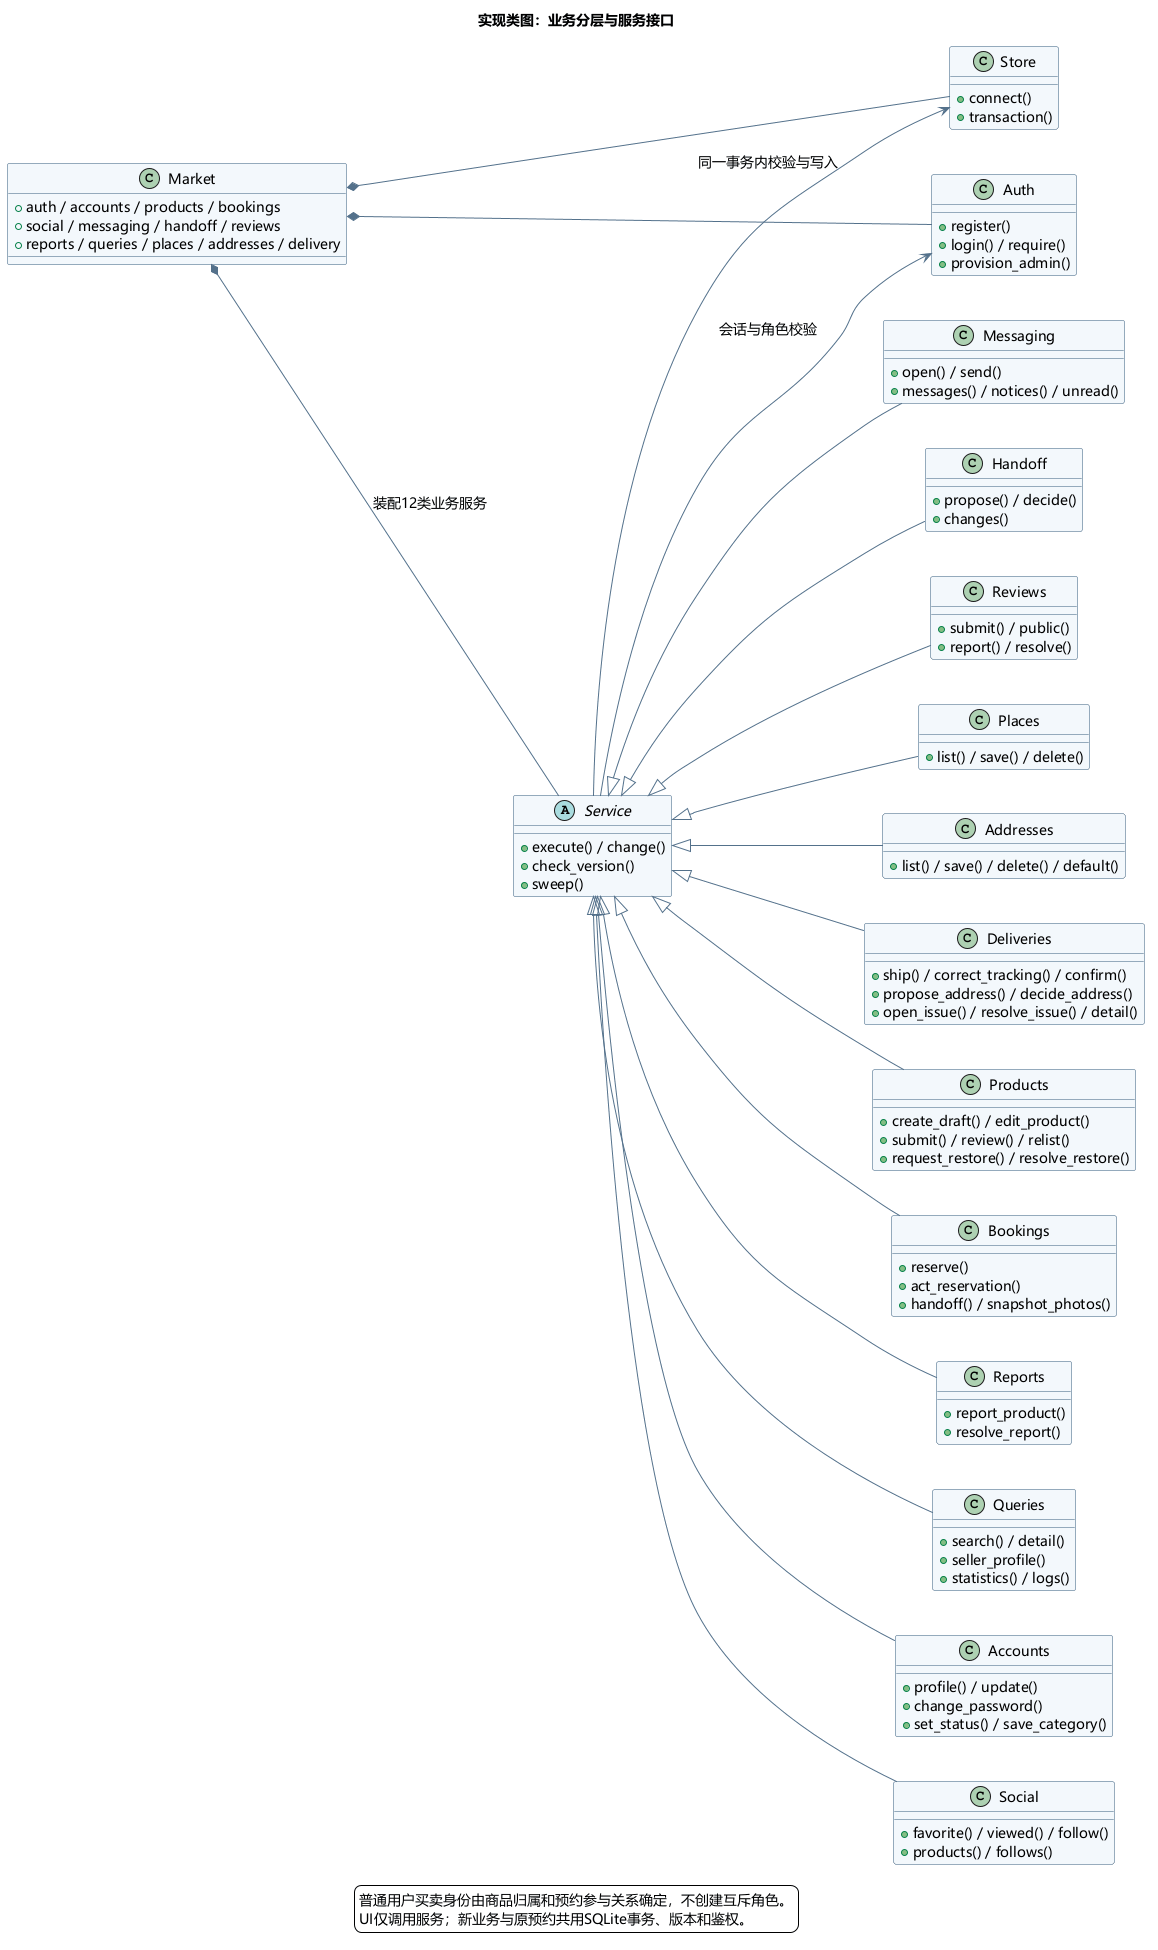 实现类图：业务分层与服务接口
C Store
connect()
transaction()
同一事务内校验与写入
C Market
auth / accounts / products / bookings
social / messaging / handoff / reviews
reports / queries / places / addresses / delivery
C Auth
register()
login() / require()
provision_admin()
会话与角色校验
C Messaging
open() / send()
messages() / notices() / unread()
C Handoff
propose() / decide()
changes()
装配12类业务服务
C Reviews
submit() / public()
report() / resolve()
C Places
list() / save() / delete()
A Service
execute() / change()
check_version()
sweep()
C Addresses
list() / save() / delete() / default()
C Deliveries
ship() / correct_tracking() / confirm()
propose_address() / decide_address()
open_issue() / resolve_issue() / detail()
C Products
create_draft() / edit_product()
submit() / review() / relist()
request_restore() / resolve_restore()
C Bookings
reserve()
act_reservation()
handoff() / snapshot_photos()
C Reports
report_product()
resolve_report()
C Queries
search() / detail()
seller_profile()
statistics() / logs()
C Accounts
profile() / update()
change_password()
set_status() / save_category()
C Social
favorite() / viewed() / follow()
products() / follows()
普通用户买卖身份由商品归属和预约参与关系确定，不创建互斥角色。
UI仅调用服务；新业务与原预约共用SQLite事务、版本和鉴权。